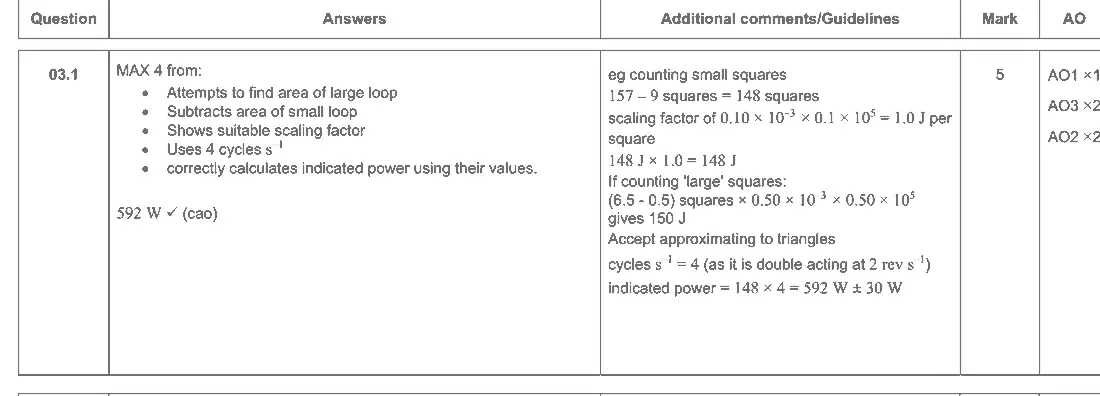 Question Answers Additional comments/Guidelines Mark AO
03.1
MAX 4 from:
• Attempts to find area of large loop
• Subtracts area of small loop
• Shows suitable scaling factor
• Uses 4 cycles s⁻¹
• correctly calculates indicated power using their values.
592 W ✓ (cao)
eg counting small squares
157 – 9 squares = 148 squares
scaling factor of 0.10 × 10⁻³ × 0.1 × 10⁵ = 1.0 J per
square
148 J × 1.0 = 148 J
If counting 'large' squares:
(6.5 - 0.5) squares × 0.50 × 10 ³ × 0.50 × 10⁵
gives 150 J
Accept approximating to triangles
cycles s ¹ = 4 (as it is double acting at 2 rev s ¹)
indicated power = 148 × 4 = 592 W ± 30 W
5
AO1 ×1
AO3 ×2
AO2 ×2